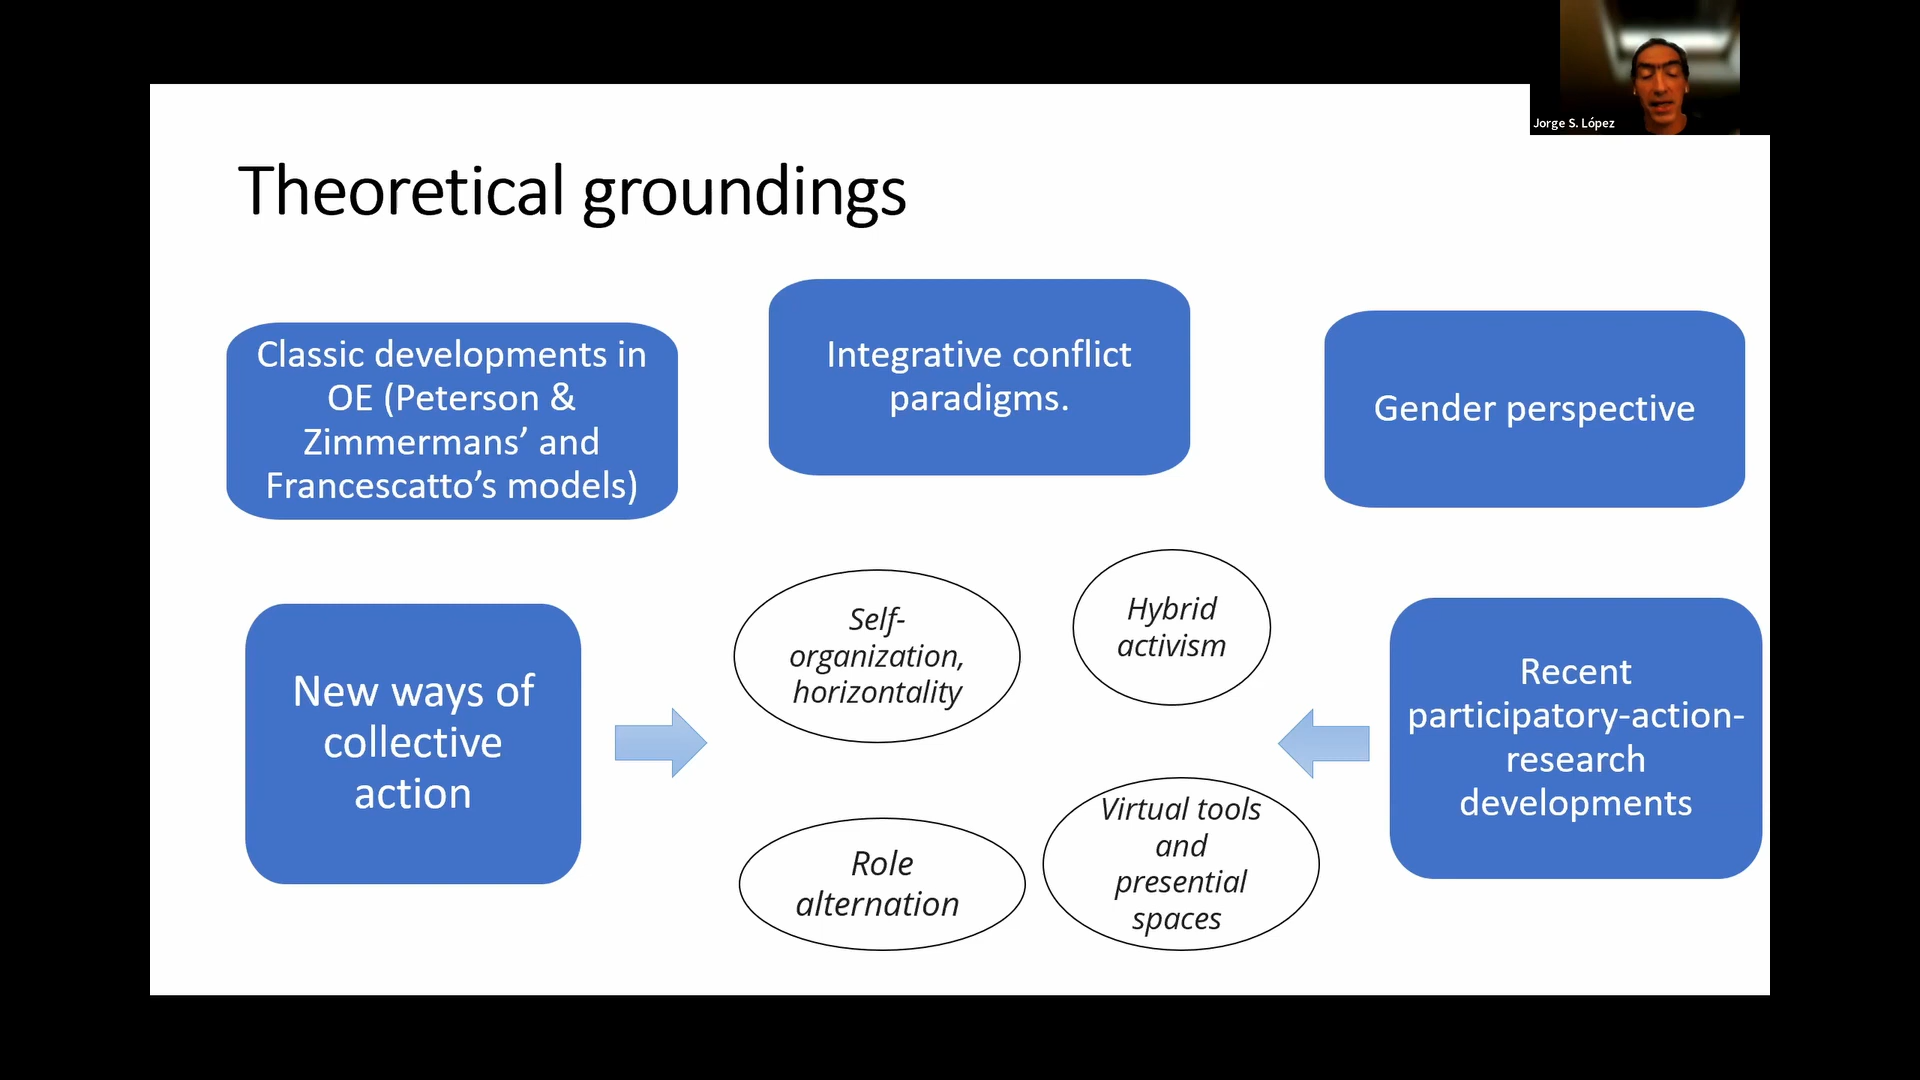 Jorge S. López
Theoretical groundings
Classic developments in
OE (Peterson &
Zimmermans’ and
Francescatto’s models)
Integrative conflict
paradigms.
Gender perspective
New ways of
collective
action
Self-
organization,
horizontality
Hybrid
activism
Role
alternation
Virtual tools
and
presential
spaces
Recent
participatory-action-
research
developments